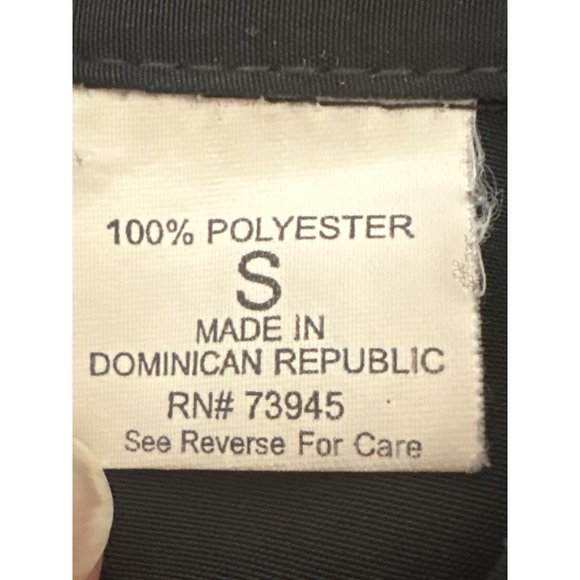 100% POLYESTER
S
MADE IN
DOMINICAN REPUBLIC
RN# 73945
See Reverse For Care